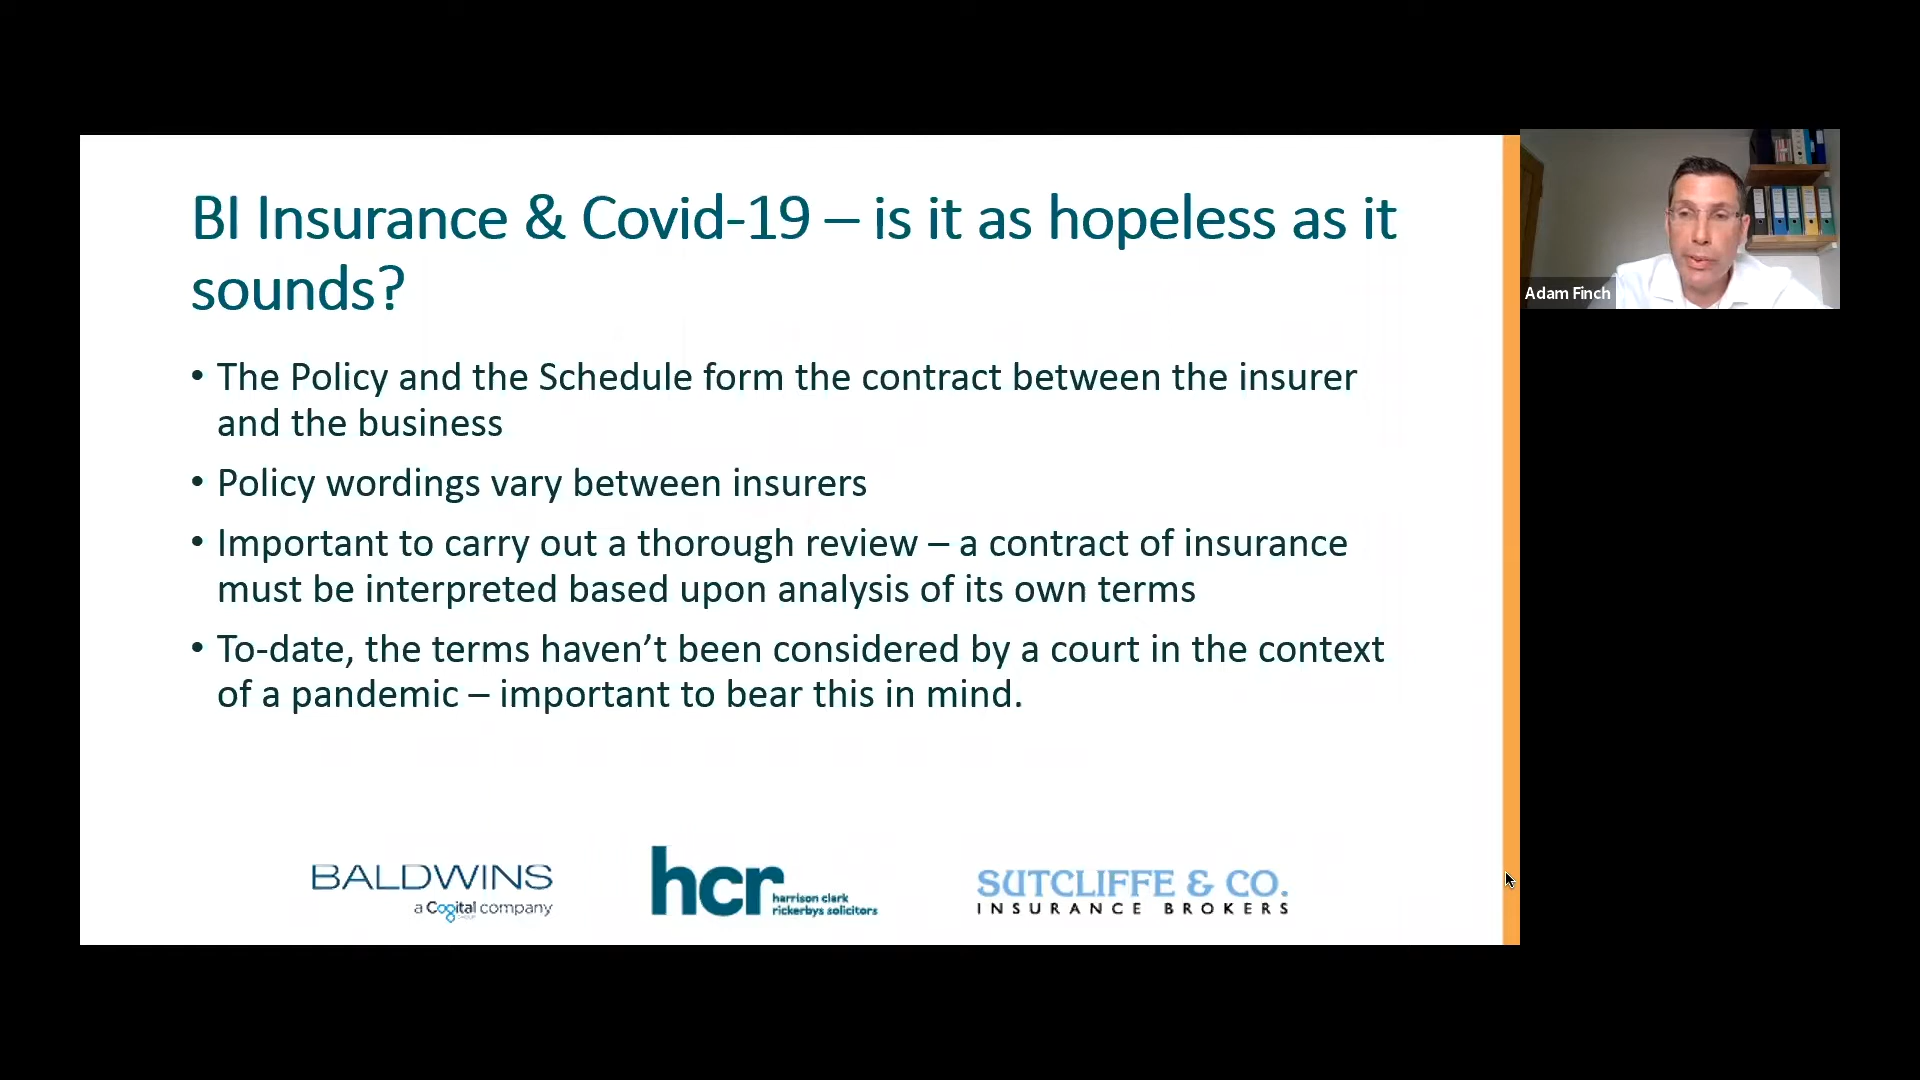 BI Insurance & Covid-19 – is it as hopeless as it
sounds?
• The Policy and the Schedule form the contract between the insurer
and the business
• Policy wordings vary between insurers
• Important to carry out a thorough review – a contract of insurance
must be interpreted based upon analysis of its own terms
• To-date, the terms haven’t been considered by a court in the context
of a pandemic – important to bear this in mind.
BALDWINS
a Cogital company
hcr
harrison clark
rickerbys solicitors
SUTCLIFFE & CO.
INSURANCE BROKERS
Adam Finch